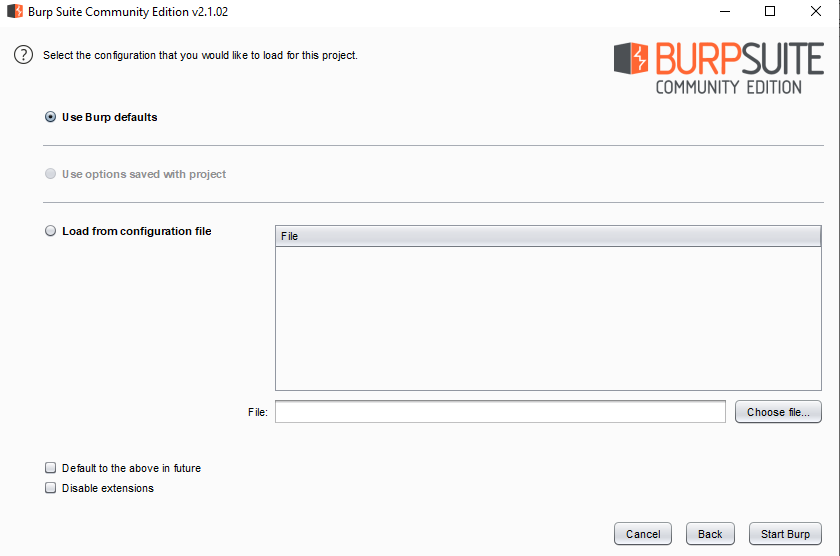 Burp Suite Community Edition v2.1.02
? Select the configuration that you would like to load for this project.
BURPSUITE
COMMUNITY EDITION
Use Burp defaults
Use options saved with project
Load from configuration file
File
File:
Choose file...
Default to the above in future
Disable extensions
Cancel
Back
Start Burp